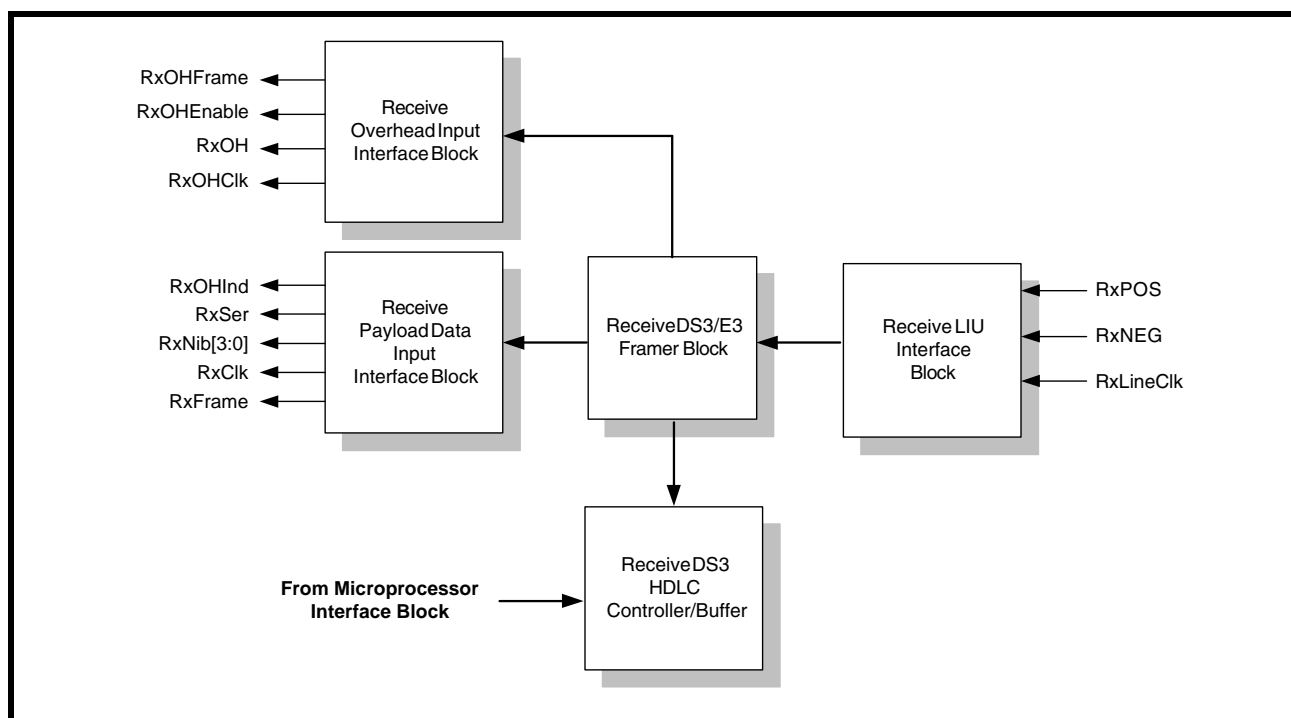 RxOHFrame
RxOHEnable
RxOH
RxOHClk
Receive
Overhead Input
Interface Block
RxOHInd
RxSer
RxNib[3:0]
RxClk
RxFrame
Receive
Payload Data
Input
Interface Block
Receive DS3/E3
Framer Block
Receive LIU
Interface
Block
RxPOS
RxNEG
RxLineClk
From Microprocessor
Interface Block
Receive DS3
HDLC
Controller/Buffer